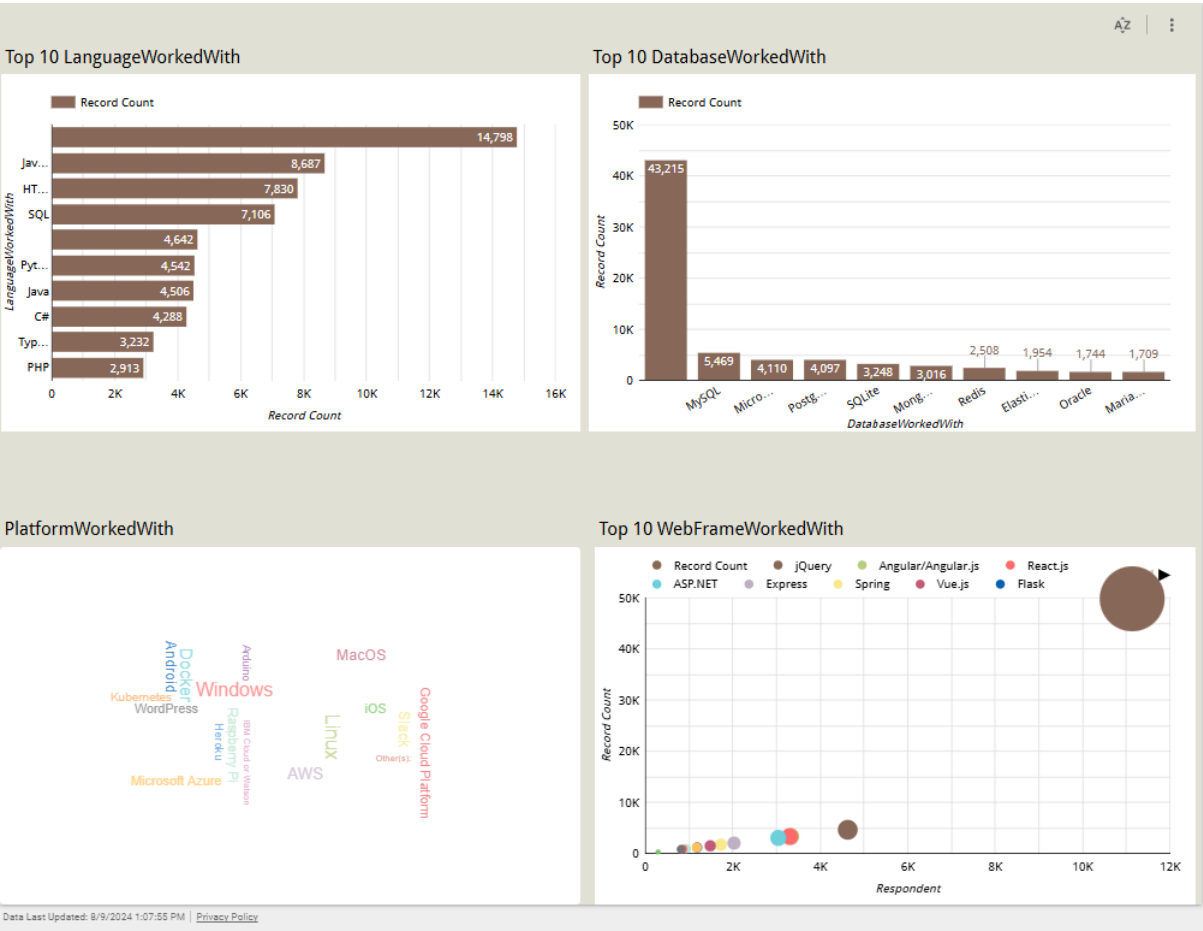 AZ
Top 10 LanguageWorkedWith
Record Count
LanguageWorkedWith
14,798
Jav... 8,687
HT... 7,830
SQL 7,106
4,642
Pyt... 4,542
Java 4,506
C# 4,288
Typ... 3,232
PHP 2,913
0 2K 4K 6K 8K 10K 12K 14K 16K
Record Count
Top 10 DatabaseWorkedWith
Record Count
Record Count
50K
40K
30K
20K
10K
0
43,215 5,469 4,110 4,097 3,248 3,016 2,508 1,954 1,744 1,709
MySQL Micro... Postg... SQLite Mong... Redis Elasti... Oracle Maria...
DatabaseWorkedWith
PlatformWorkedWith
Android
Docker
Arduino
MacOS
Windows
Kubernetes
WordPress
iOS
Google Cloud Platform
Slack
Linux
Raspberry Pi
Heroku
IBM Cloud or Watson
Other(s):
AWS
Microsoft Azure
Top 10 WebFrameWorkedWith
Record Count jQuery Angular/Angular.js React.js
ASP.NET Express Spring Vue.js Flask
Record Count
50K
40K
30K
20K
10K
0
0 2K 4K 6K 8K 10K 12K
Respondent
Data Last Updated: 8/9/2024 1:07:55 PM | Privacy Policy